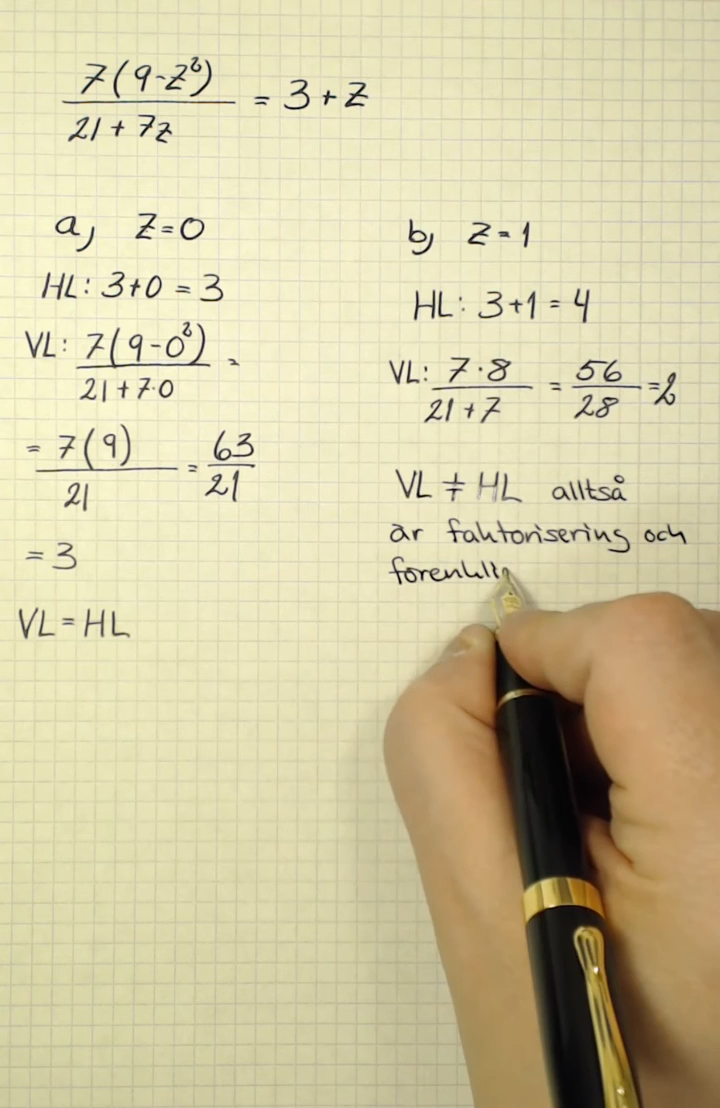 7(9-z²)
─────── = 3+z
21+7z
a) z=0
HL: 3+0 = 3
VL: 7(9-0²) =
21+7·0
= 7(9) = 63
21 21
= 3
VL = HL
b) z=1
HL: 3+1 = 4
VL: 7·8 = 56 =2
21+7 28
VL ≠ HL alltså
är faktorisering och